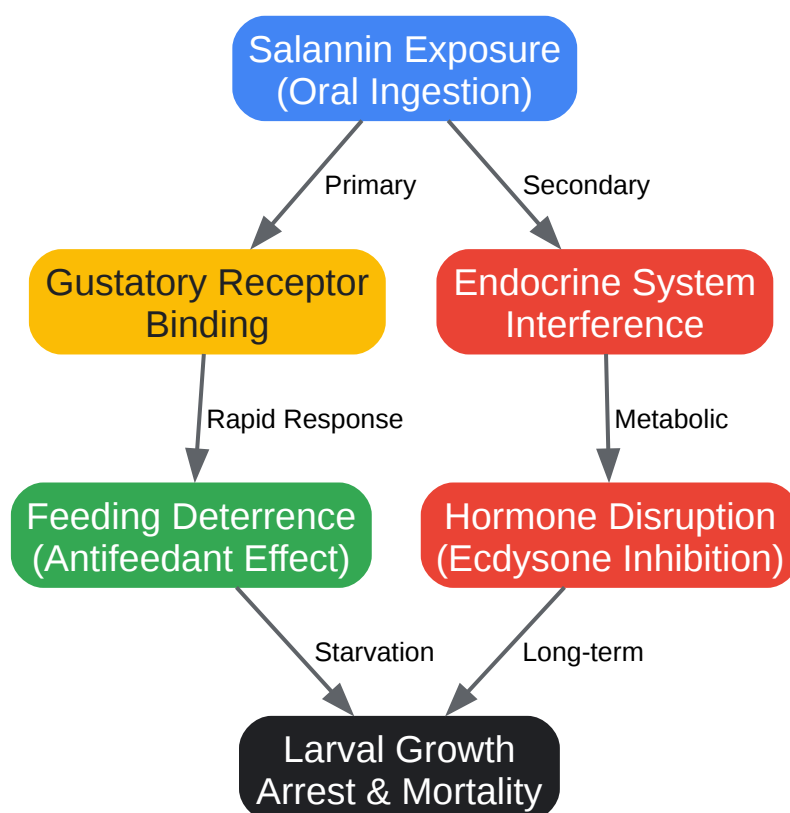 Salannin Exposure
(Oral Ingestion)
Primary
Secondary
Gustatory Receptor
Binding
Endocrine System
Interference
Rapid Response
Metabolic
Feeding Deterrence
(Antifeedant Effect)
Hormone Disruption
(Ecdysone Inhibition)
Starvation
Long-term
Larval Growth
Arrest & Mortality